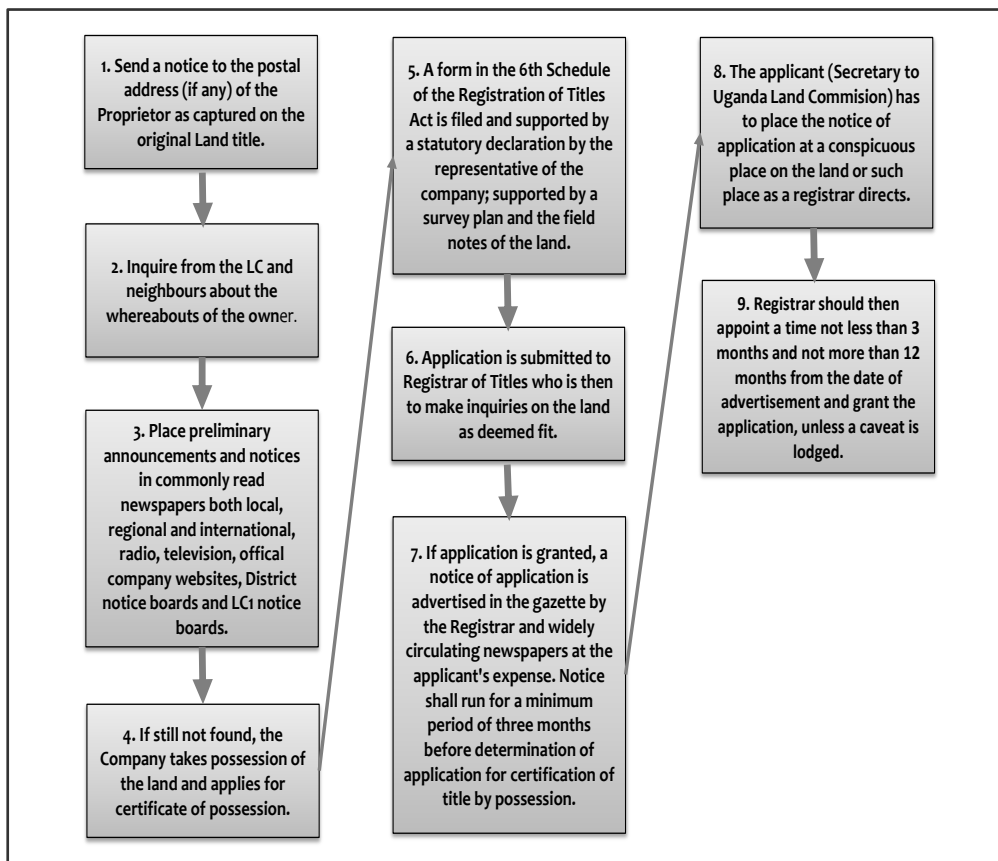 1. Send a notice to the postal
address (if any) of the
Proprietor as captured on the
original Land title.
2. Inquire from the LC and
neighbours about the
whereabouts of the owner.
3. Place preliminary
announcements and notices
in commonly read
newspapers both local,
regional and international,
radio, television, offical
company websites, District
notice boards and LC1 notice
boards.
4. If still not found, the
Company takes possession of
the land and applies for
certificate of possession.
5. A form in the 6th Schedule
of the Registration of Titles
Act is filed and supported by
a statutory declaration by the
representative of the
company; supported by a
survey plan and the field
notes of the land.
6. Application is submitted to
Registrar of Titles who is then
to make inquiries on the land
as deemed fit.
7. If application is granted, a
notice of application is
advertised in the gazette by
the Registrar and widely
circulating newspapers at the
applicant's expense. Notice
shall run for a minimum
period of three months
before determination of
application for certification of
title by possession.
8. The applicant (Secretary to
Uganda Land Commision) has
to place the notice of
application at a conspicuous
place on the land or such
place as a registrar directs.
9. Registrar should then
appoint a time not less than 3
months and not more than 12
months from the date of
advertisement and grant the
application, unless a caveat is
lodged.